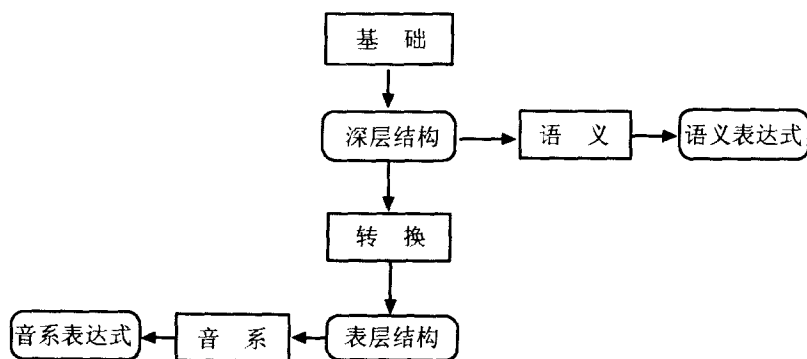 基 础
深层结构
语 义
语义表达式
转 换
音系表达式
音 系
表层结构